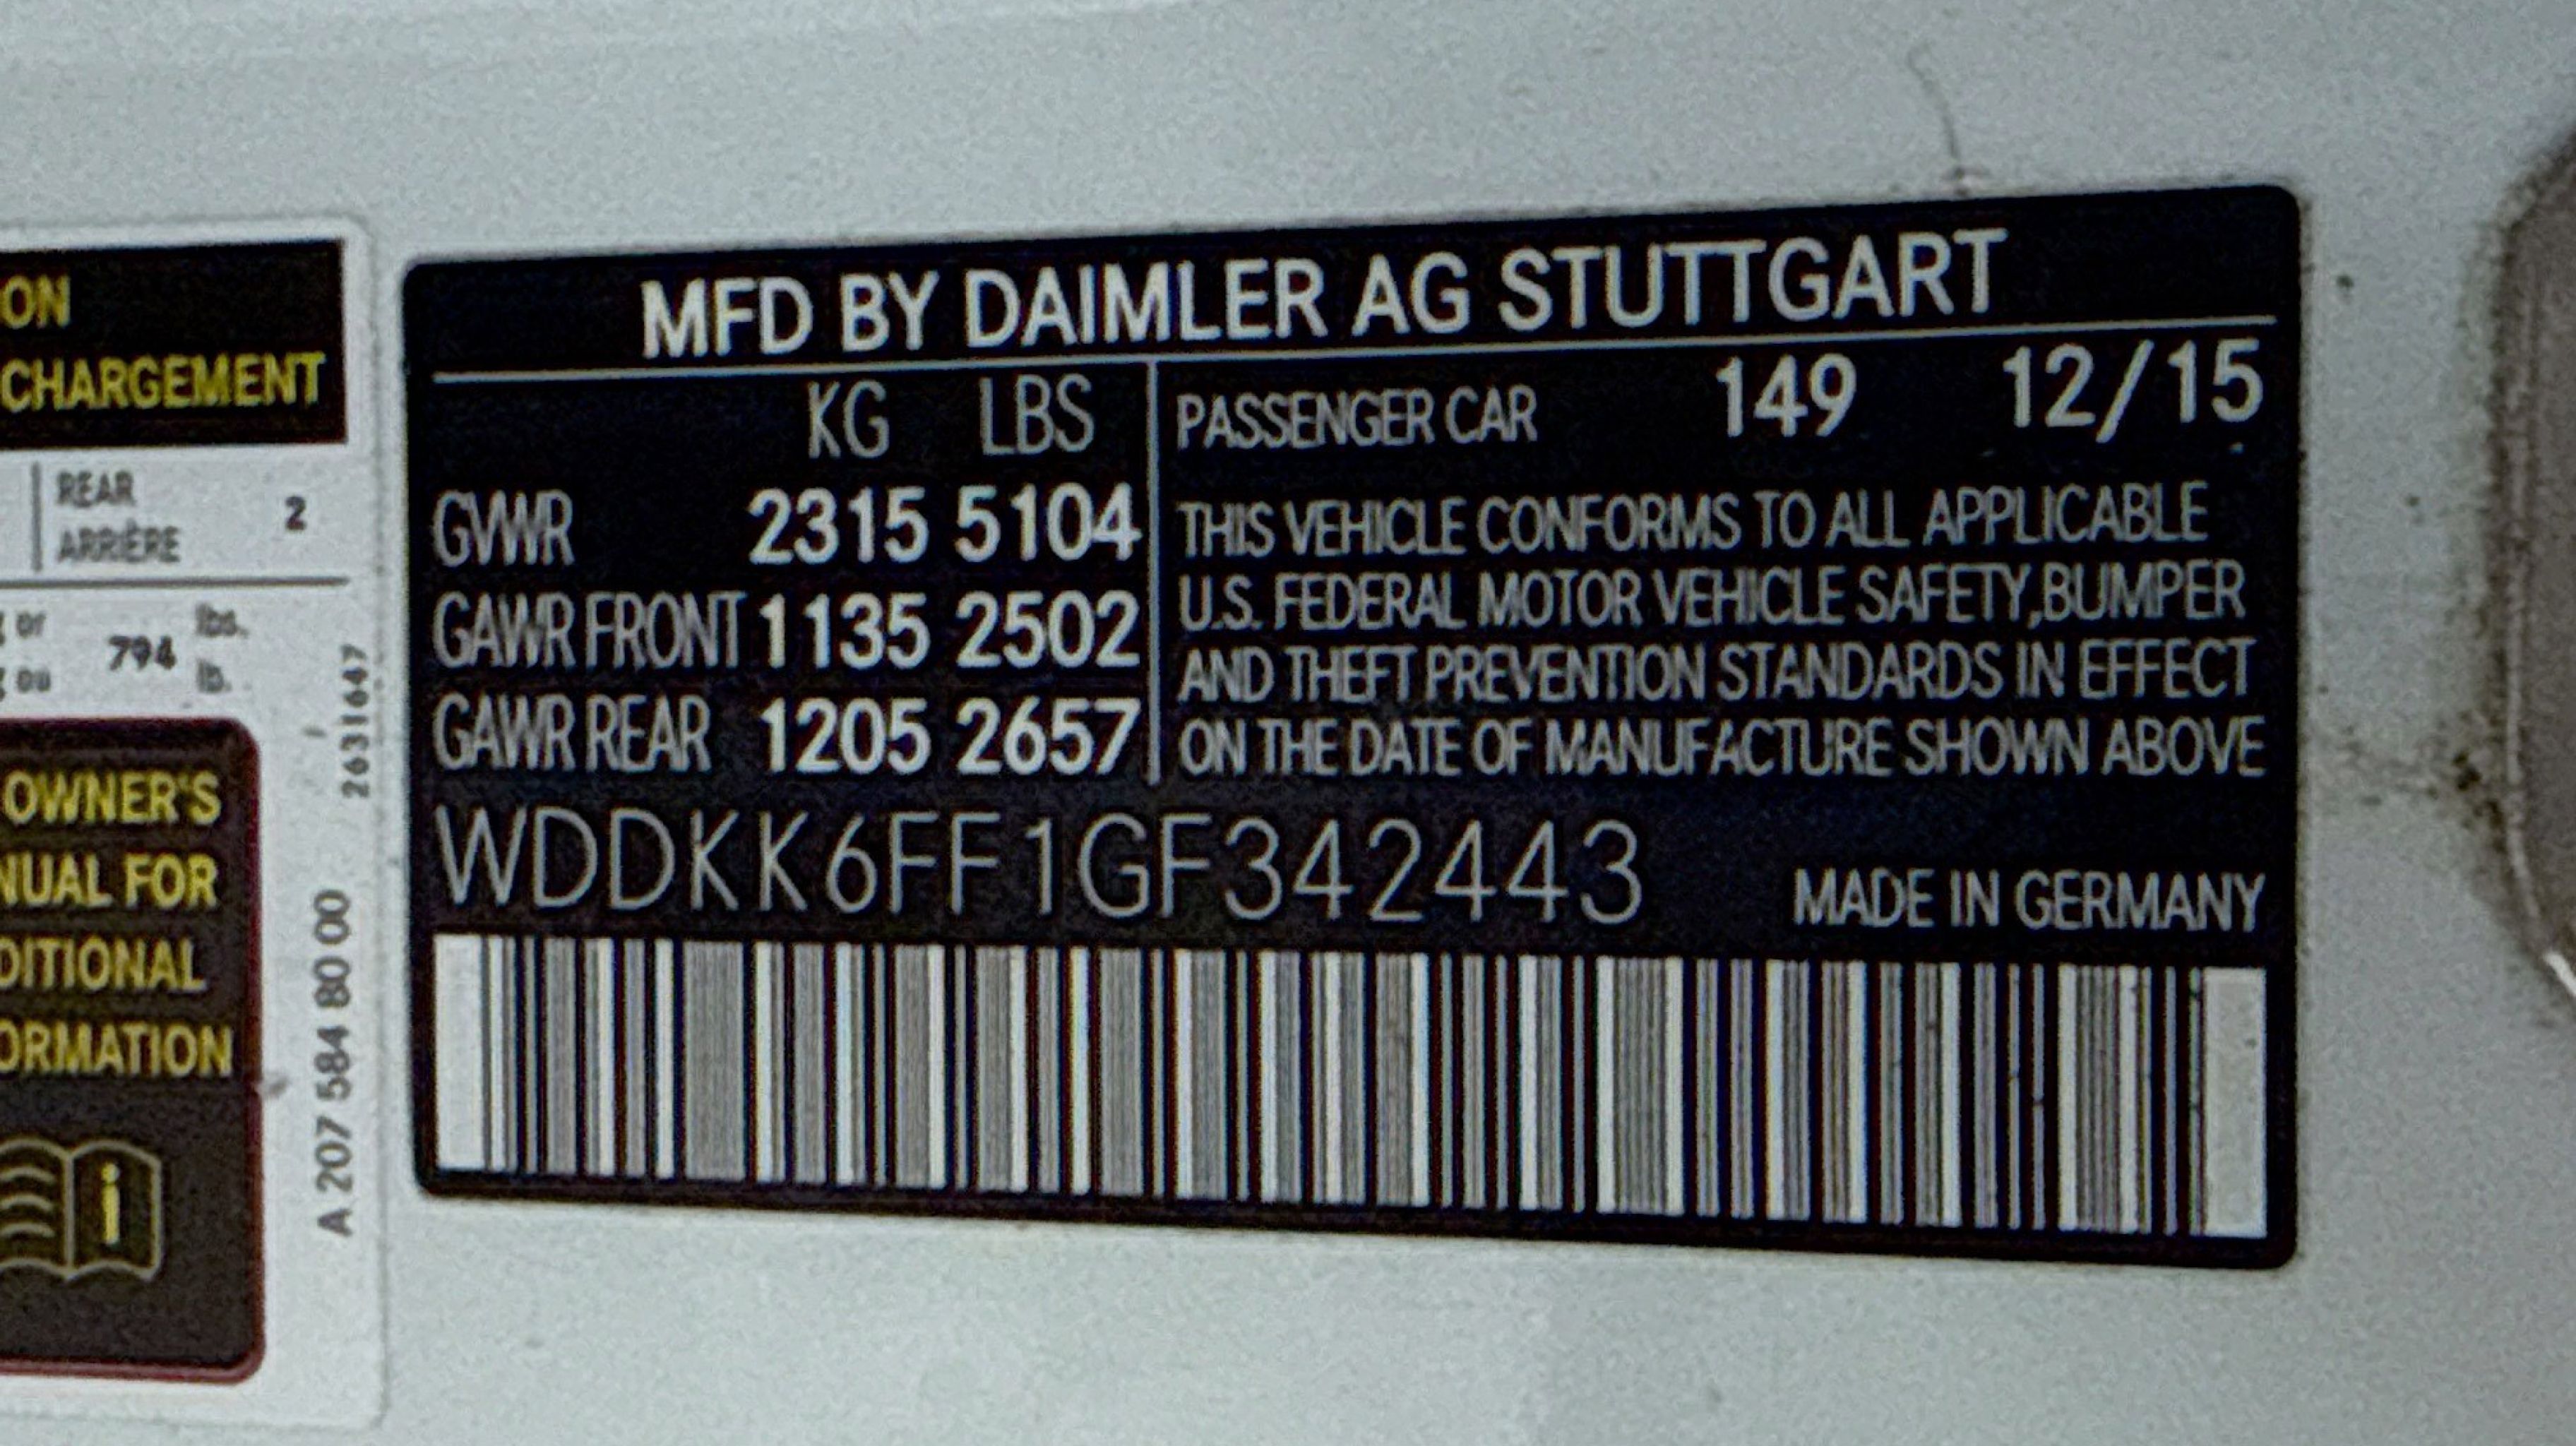 ON
CHARGEMENT
REAR
ARRIÈRE 2
or 794 lbs.
ou lb.
OWNER'S
NUAL FOR
DITIONAL
ORMATION
i
A 207 584 80 00 2631647
MFD BY DAIMLER AG STUTTGART
KG LBS
GVWR 2315 5104
GAWR FRONT 1135 2502
GAWR REAR 1205 2657
PASSENGER CAR 149 12/15
THIS VEHICLE CONFORMS TO ALL APPLICABLE
U.S. FEDERAL MOTOR VEHICLE SAFETY,BUMPER
AND THEFT PREVENTION STANDARDS IN EFFECT
ON THE DATE OF MANUFACTURE SHOWN ABOVE
WDDKK6FF1GF342443
MADE IN GERMANY